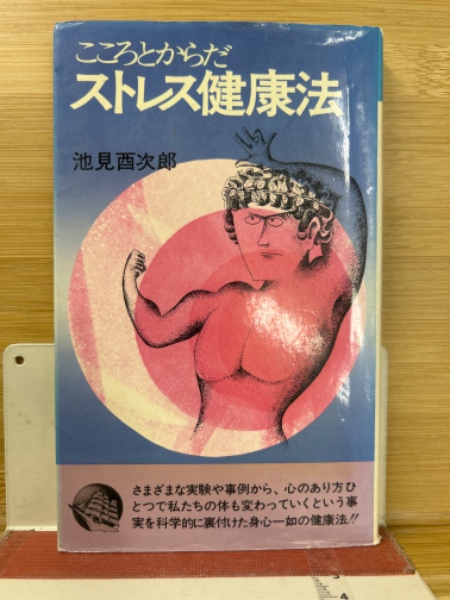 こころとからだ
ストレス健康法
池見酉次郎
さまざまな実験や事例から、心のあり方ひ
とつで私たちの体も変わっていくという事
実を科学的に裏付けた身心一如の健康法!!
3
4